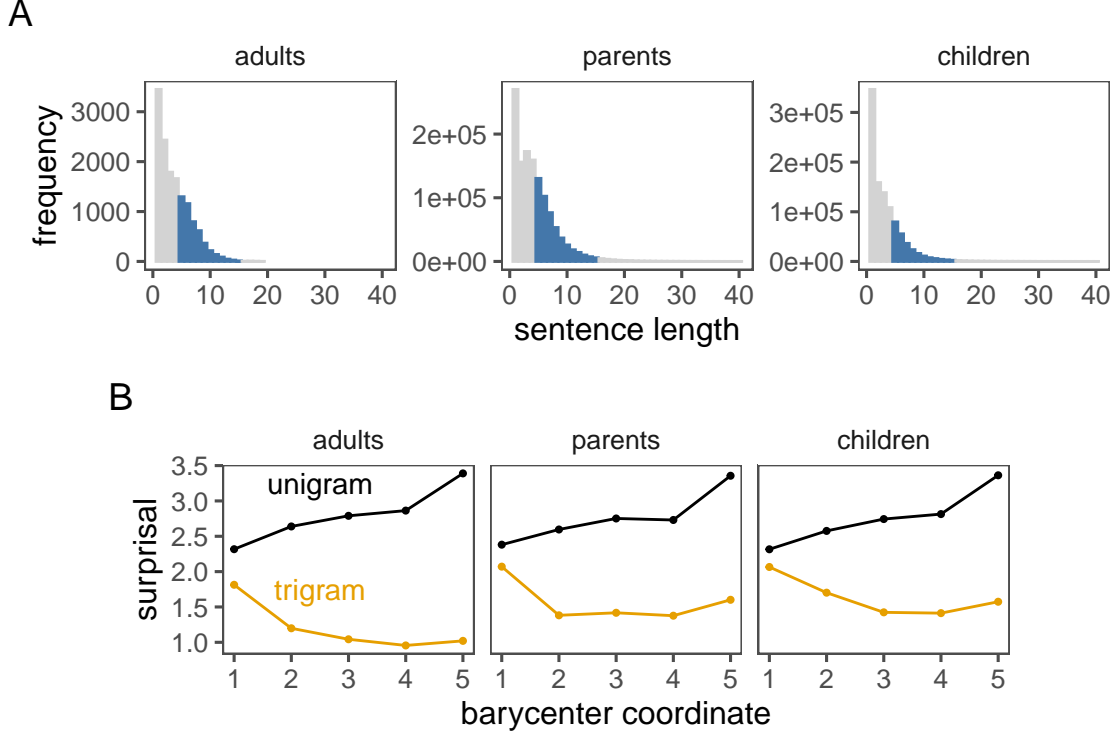 A
adults parents children
frequency
3000
2000
1000
0
2e+05
1e+05
0e+00
3e+05
2e+05
1e+05
0e+00
0 10 20 30 40 0 10 20 30 40 0 10 20 30 40
sentence length
B
adults parents children
surprisal
3.5
3.0
2.5
2.0
1.5
1.0
unigram
trigram
1 2 3 4 5 1 2 3 4 5 1 2 3 4 5
barycenter coordinate